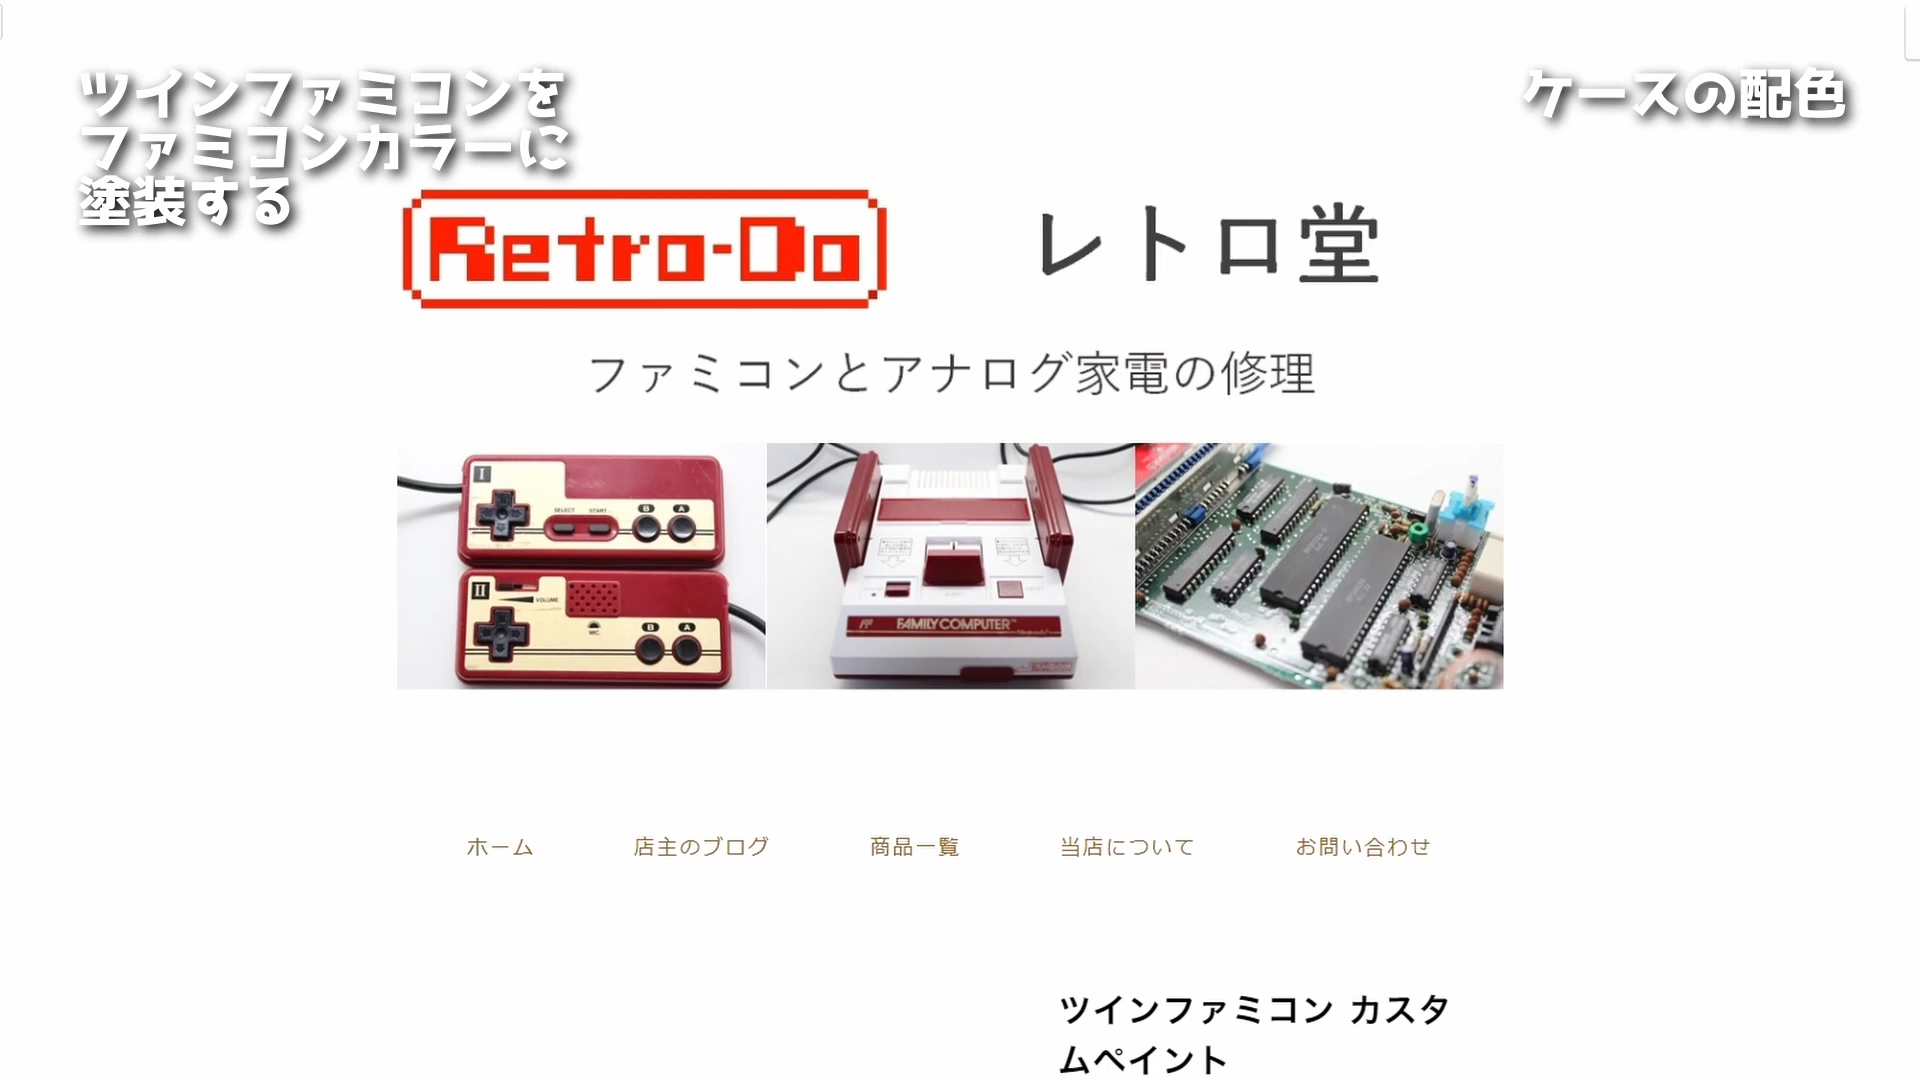 ツインファミコンを
ファミコンカラーに
塗装する
ケースの配色
Retro-Do
レトロ堂
ファミコンとアナログ家電の修理
I
SELECT START
B A
II
VOLUME
MIC
B A
FAMILY COMPUTER™
Nintendo
ホーム
店主のブログ
商品一覧
当店について
お問い合わせ
ツインファミコン カスタ
ムペイント